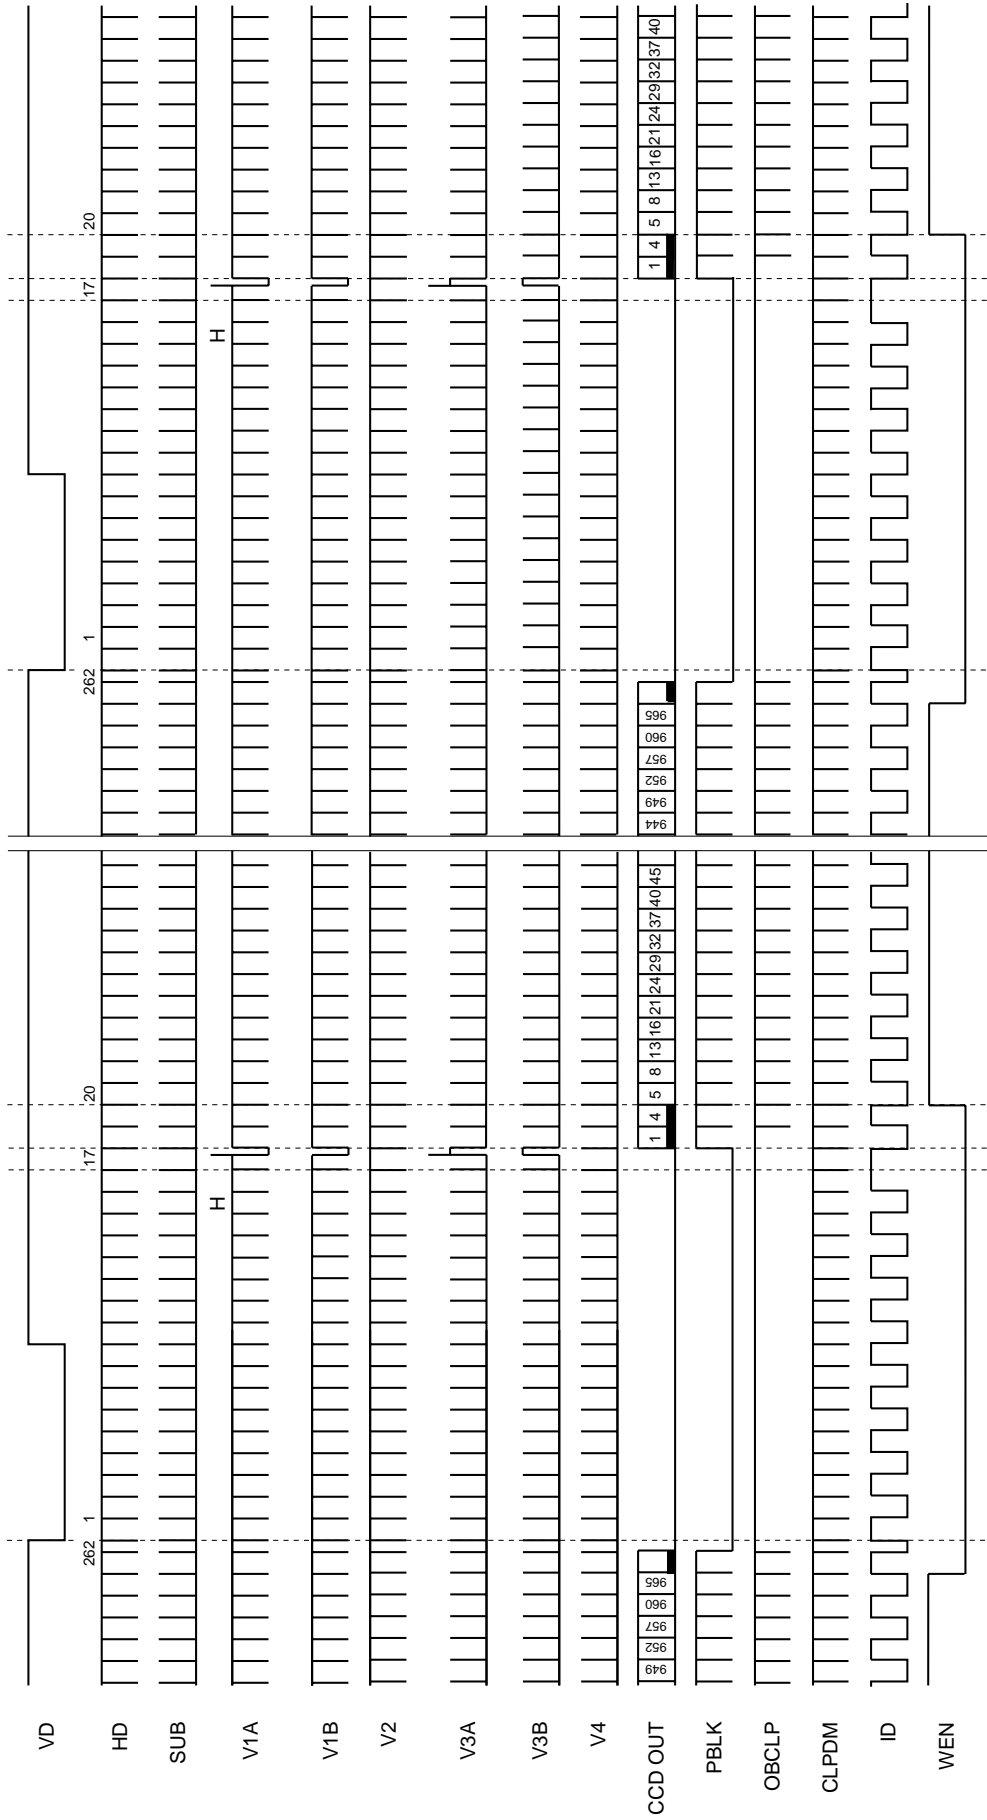 VD
262 1 17 20 262 1 17 20
HD
SUB
H H
V1A
V1B
V2
V3A
V3B
V4
CCD OUT 949 952 957 960 965 1 4 5 8 13 16 21 24 29 32 37 40 45 944 949 952 957 960 965 1 4 5 8 13 16 21 24 29 32 37 40
PBLK
OBCLP
CLPDM
ID
WEN